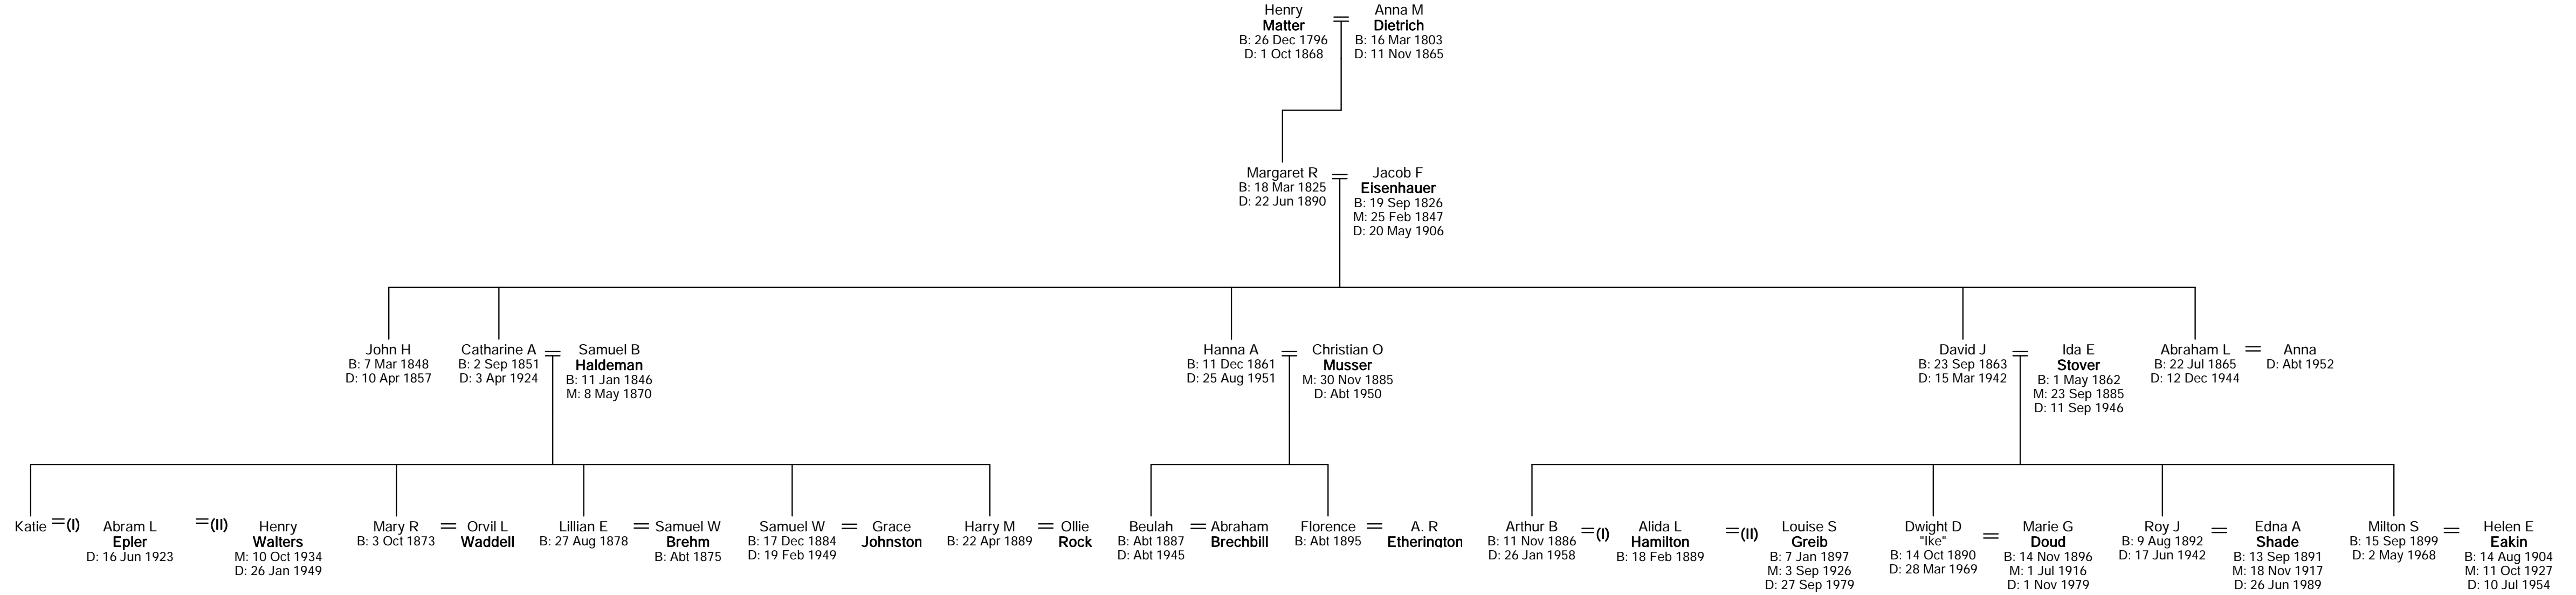 Henry
Matter
B: 26 Dec 1796
D: 1 Oct 1868
Anna M
Dietrich
B: 16 Mar 1803
D: 11 Nov 1865
Margaret R
B: 18 Mar 1825
D: 22 Jun 1890
Jacob F
Eisenhauer
B: 19 Sep 1826
M: 25 Feb 1847
D: 20 May 1906
John H
B: 7 Mar 1848
D: 10 Apr 1857
Catharine A
B: 2 Sep 1851
D: 3 Apr 1924
Samuel B
Haldeman
B: 11 Jan 1846
M: 8 May 1870
Hanna A
B: 11 Dec 1861
D: 25 Aug 1951
Christian O
Musser
M: 30 Nov 1885
D: Abt 1950
David J
B: 23 Sep 1863
D: 15 Mar 1942
Ida E
Stover
B: 1 May 1862
M: 23 Sep 1885
D: 11 Sep 1946
Abraham L
B: 22 Jul 1865
D: 12 Dec 1944
Anna
D: Abt 1952
Katie
(I)
Abram L
Epler
D: 16 Jun 1923
(II)
Henry
Walters
M: 10 Oct 1934
D: 26 Jan 1949
Mary R
B: 3 Oct 1873
Orvil L
Waddell
Lillian E
B: 27 Aug 1878
Samuel W
Brehm
B: Abt 1875
Samuel W
B: 17 Dec 1884
D: 19 Feb 1949
Grace
Johnston
Harry M
B: 22 Apr 1889
Ollie
Rock
Beulah
B: Abt 1887
D: Abt 1945
Abraham
Brechbill
Florence
B: Abt 1895
A. R
Etherington
Arthur B
B: 11 Nov 1886
D: 26 Jan 1958
(I)
Alida L
Hamilton
B: 18 Feb 1889
(II)
Louise S
Greib
B: 7 Jan 1897
M: 3 Sep 1926
D: 27 Sep 1979
Dwight D
"Ike"
B: 14 Oct 1890
D: 28 Mar 1969
Marie G
Doud
B: 14 Nov 1896
M: 1 Jul 1916
D: 1 Nov 1979
Roy J
B: 9 Aug 1892
D: 17 Jun 1942
Edna A
Shade
B: 13 Sep 1891
M: 18 Nov 1917
D: 26 Jun 1989
Milton S
B: 15 Sep 1899
D: 2 May 1968
Helen E
Eakin
B: 14 Aug 1904
M: 11 Oct 1927
D: 10 Jul 1954